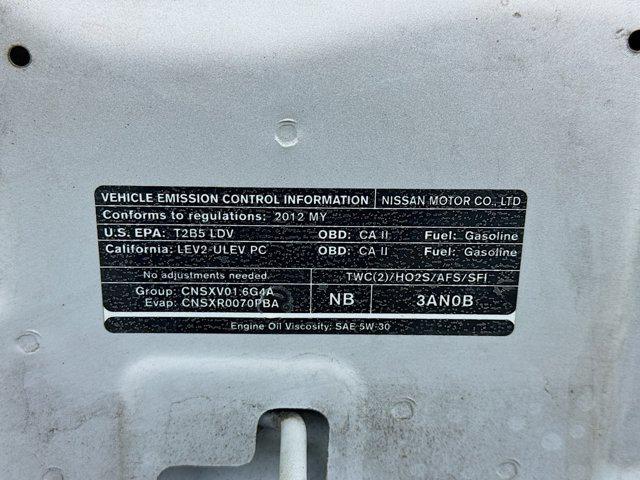 VEHICLE EMISSION CONTROL INFORMATION NISSAN MOTOR CO., LTD
Conforms to regulations: 2012 MY
U.S. EPA: T2B5 LDV OBD: CA II Fuel: Gasoline
California: LEV2-ULEV PC OBD: CA II Fuel: Gasoline
No adjustments needed. TWC(2)/HO2S/AFS/SFI
Group: CNSXV01.6G4A
Evap: CNSXR0070PBA
NB 3AN0B
Engine Oil Viscosity: SAE 5W-30